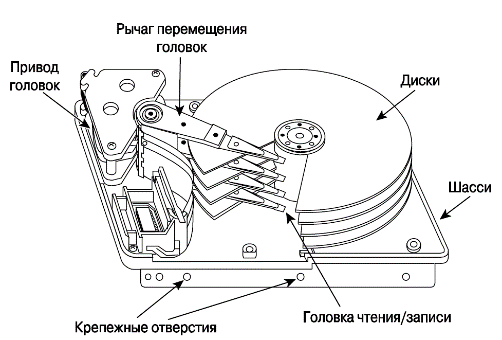 Рычаг перемещения
головок
Привод
головок
Диски
Шасси
Головка чтения/записи
Крепежные отверстия